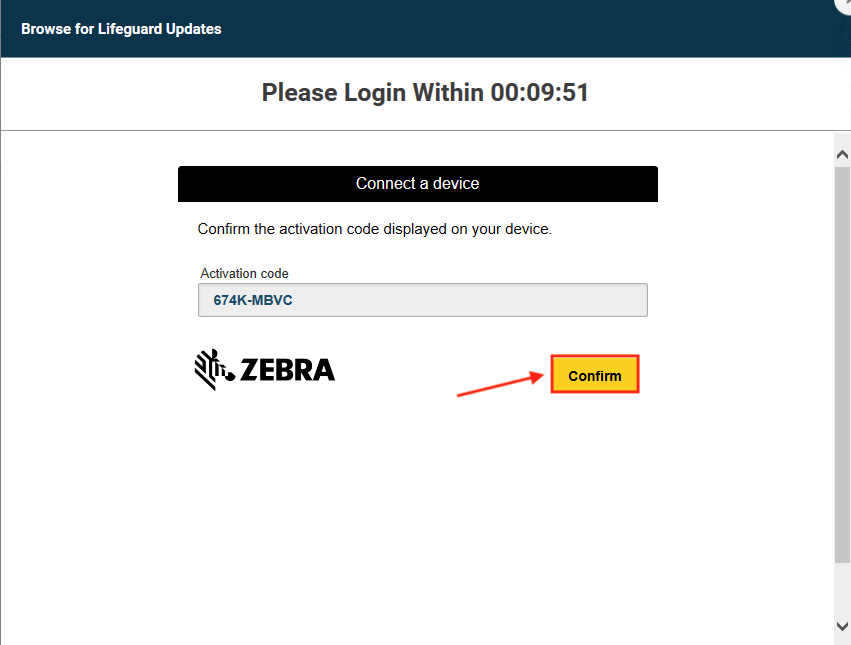 Browse for Lifeguard Updates
Please Login Within 00:09:51
Connect a device
Confirm the activation code displayed on your device.
Activation code
674K-MBVC
ZEBRA
Confirm